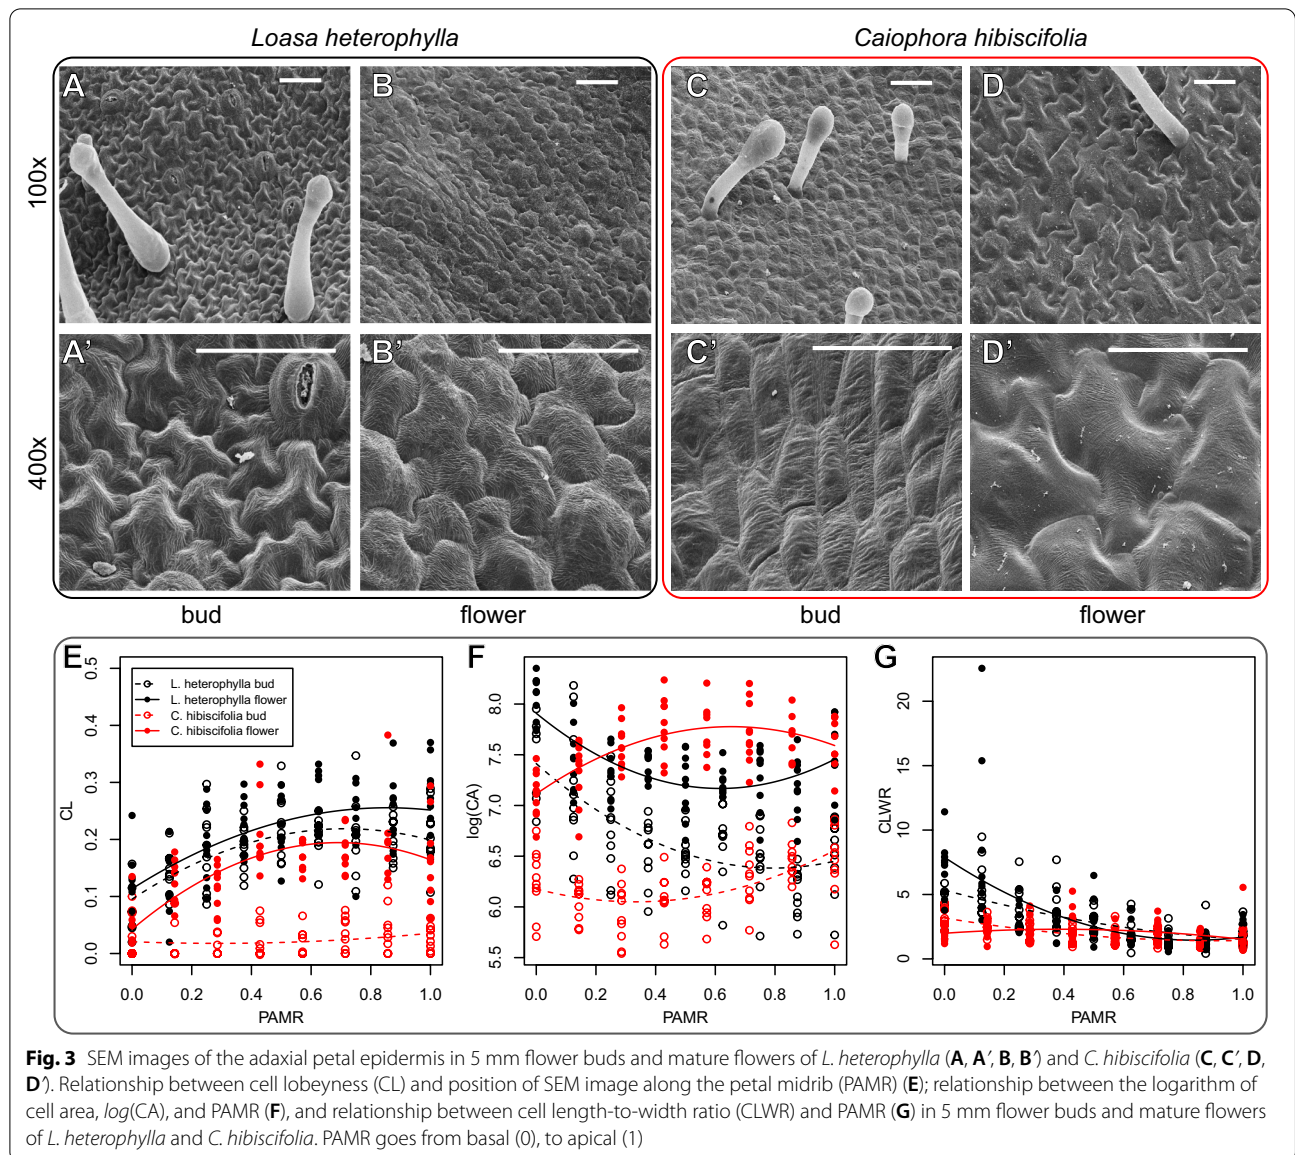 Loasa heterophylla
Caiophora hibiscifolia
100x
A
B
C
D
400x
A'
B'
C'
D'
bud
flower
bud
flower
E
CL
0.5
0.4
0.3
0.2
0.1
0.0
L. heterophylla bud
L. heterophylla flower
C. hibiscifolia bud
C. hibiscifolia flower
0.0 0.2 0.4 0.6 0.8 1.0
PAMR
F
log(CA)
8.0
7.5
7.0
6.5
6.0
5.5
0.0 0.2 0.4 0.6 0.8 1.0
PAMR
G
CLWR
20
15
10
5
0
0.0 0.2 0.4 0.6 0.8 1.0
PAMR
Fig. 3 SEM images of the adaxial petal epidermis in 5 mm flower buds and mature flowers of L. heterophylla (A, A′, B, B′) and C. hibiscifolia (C, C′, D,
D′). Relationship between cell lobeyness (CL) and position of SEM image along the petal midrib (PAMR) (E); relationship between the logarithm of
cell area, log(CA), and PAMR (F), and relationship between cell length-to-width ratio (CLWR) and PAMR (G) in 5 mm flower buds and mature flowers
of L. heterophylla and C. hibiscifolia. PAMR goes from basal (0), to apical (1)